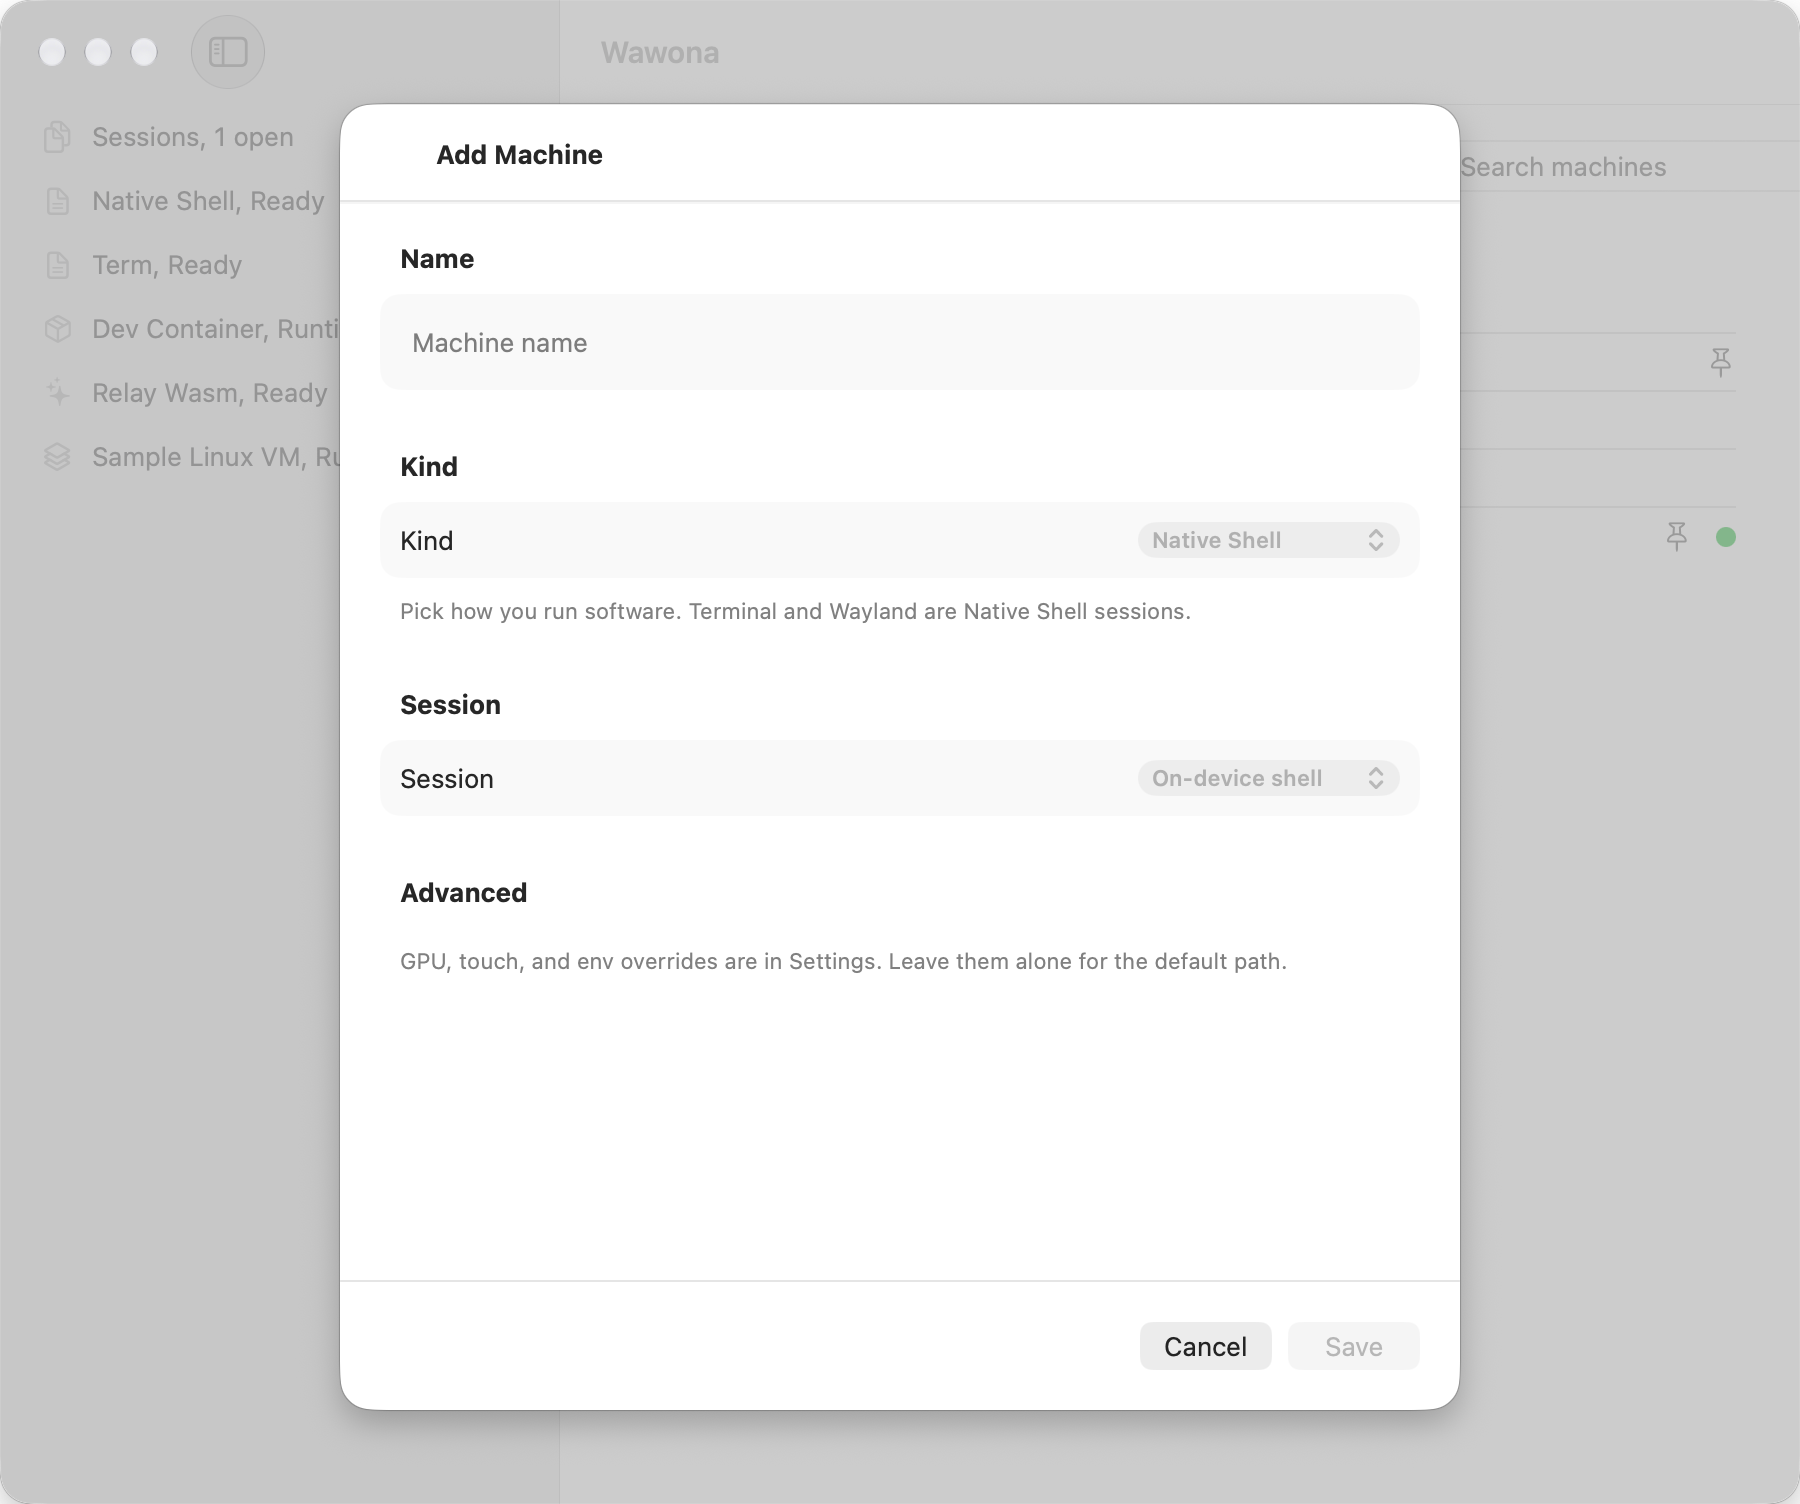 Wawona
Sessions, 1 open
Native Shell, Ready
Term, Ready
Dev Container, Runti
Relay Wasm, Ready
Sample Linux VM, Ru
Search machines
Add Machine
Name
Machine name
Kind
Kind
Native Shell
Pick how you run software. Terminal and Wayland are Native Shell sessions.
Session
Session
On-device shell
Advanced
GPU, touch, and env overrides are in Settings. Leave them alone for the default path.
Cancel
Save